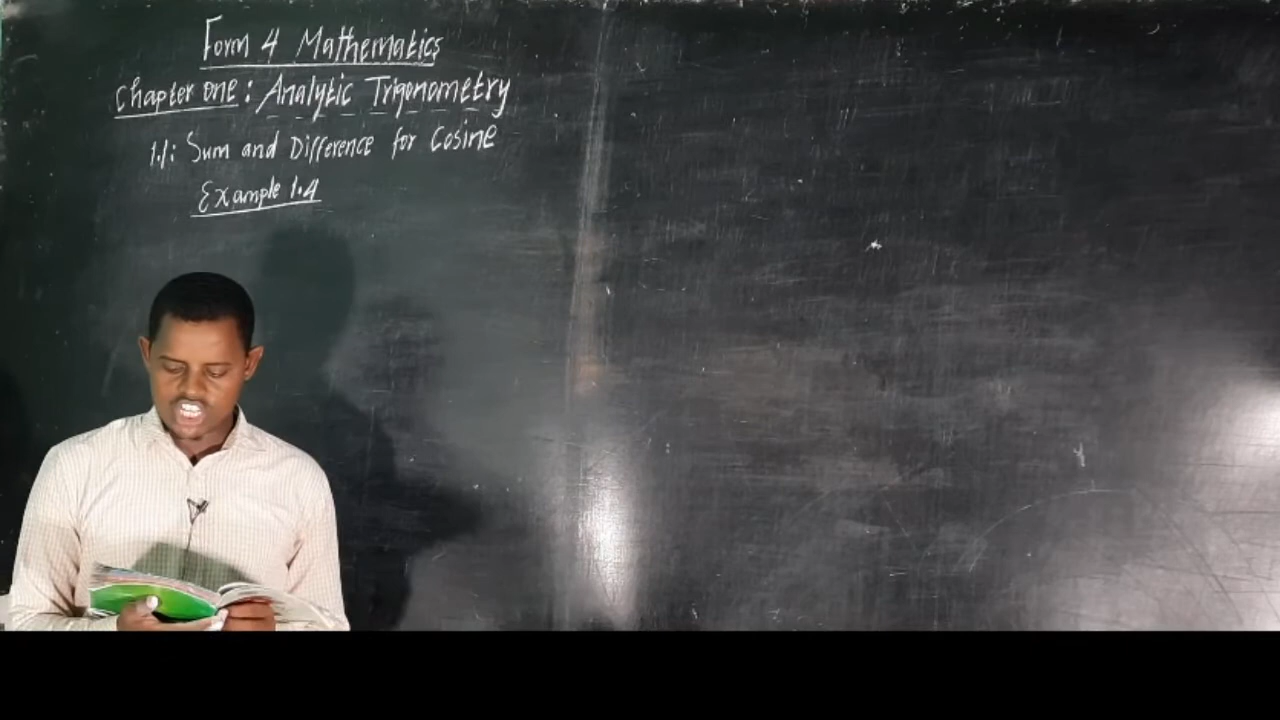 Form 4 Mathematics
Chapter one: Analytic Trigonometry
1.1: Sum and Difference for Cosine
Example 1.4